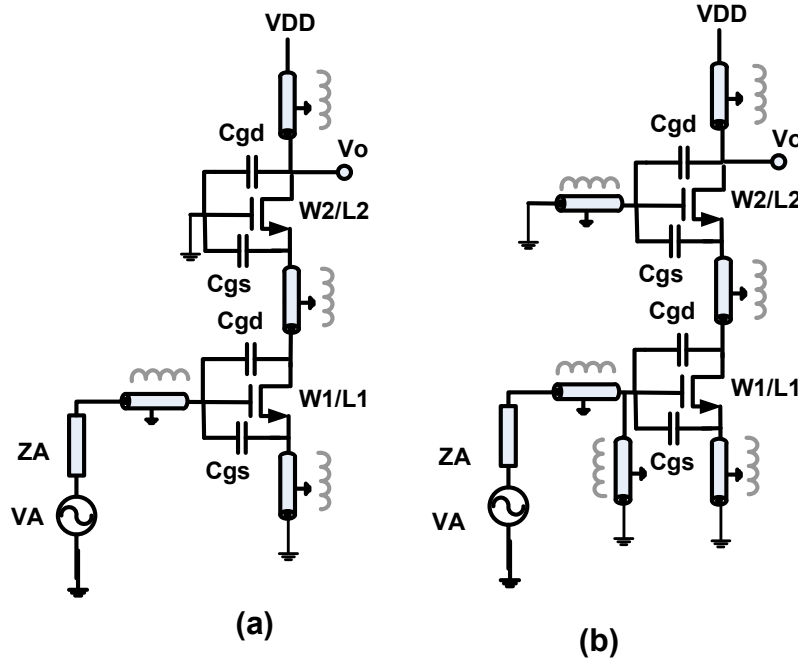 VDD
Cgd
Vo
W2/L2
Cgs
Cgd
W1/L1
Cgs
ZA
VA
(a)
VDD
Cgd
Vo
W2/L2
Cgs
Cgd
W1/L1
Cgs
ZA
VA
(b)